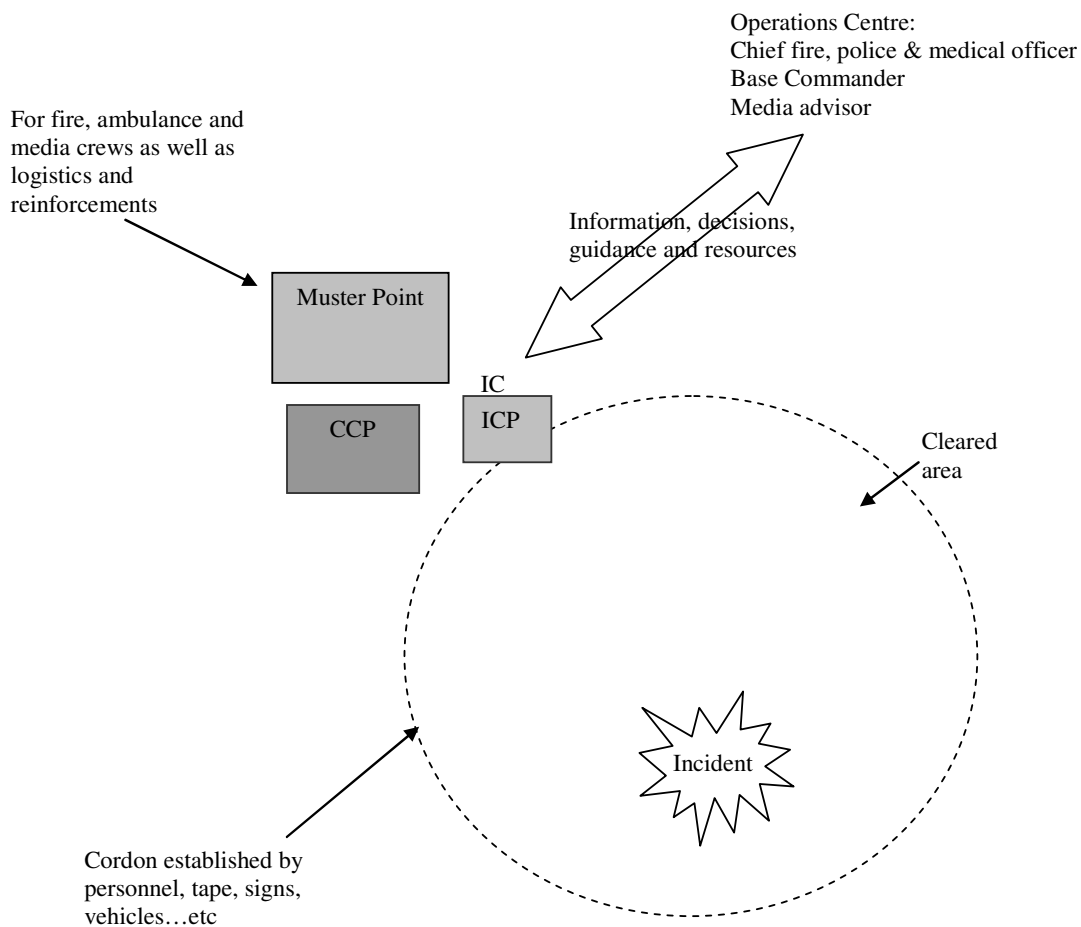 Operations Centre:
Chief fire, police & medical officer
Base Commander
Media advisor
For fire, ambulance and
media crews as well as
logistics and
reinforcements
Information, decisions,
guidance and resources
Muster Point
IC
ICP
CCP
Cleared
area
Incident
Cordon established by
personnel, tape, signs,
vehicles…etc